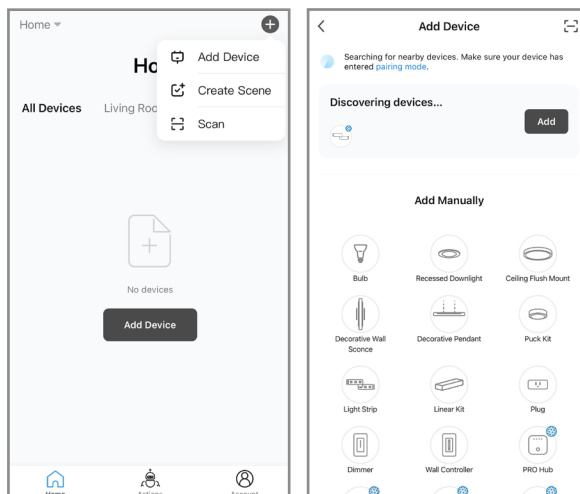 Home
Ho
Add Device
Create Scene
Scan
All Devices
Living Roo
No devices
Add Device
Home
Actions
Account
Add Device
Searching for nearby devices. Make sure your device has
entered pairing mode.
Discovering devices...
Add
Add Manually
Bulb
Recessed Downlight
Ceiling Flush Mount
Decorative Wall
Sconce
Decorative Pendant
Puck Kit
Light Strip
Linear Kit
Plug
Dimmer
Wall Controller
PRO Hub